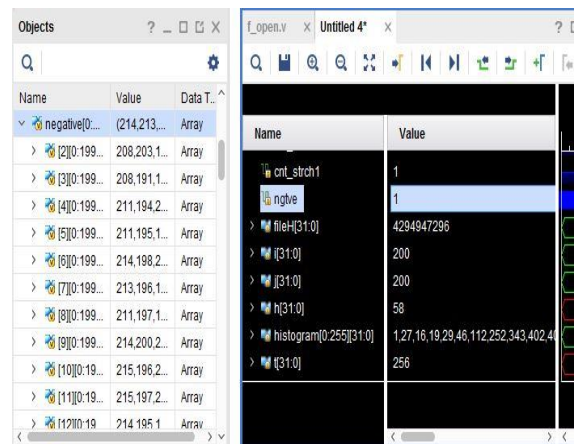 Objects
Name Value Data T..
negative[0:... (214,213,... Array
[2][0:199... 208,203,1... Array
[3][0:199... 208,191,1... Array
[4][0:199... 211,194,2... Array
[5][0:199... 211,195,1... Array
[6][0:199... 214,198,2... Array
[7][0:199... 213,196,1... Array
[8][0:199... 211,197,1... Array
[9][0:199... 214,200,2... Array
[10][0:19... 215,196,2... Array
[11][0:19... 215,197,2... Array
[12][0:19... 214,195,1... Array
f_open.v Untitled 4*
Name Value
cnt_strch1 1
ngtve 1
fileH[31:0] 4294947296
i[31:0] 200
j[31:0] 200
h[31:0] 58
histogram[0:255][31:0] 1,27,16,19,29,46,112,252,343,402,40
t[31:0] 256